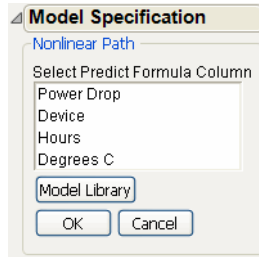 Model Specification
Nonlinear Path
Select Predict Formula Column
Power Drop
Device
Hours
Degrees C
Model Library
OK Cancel